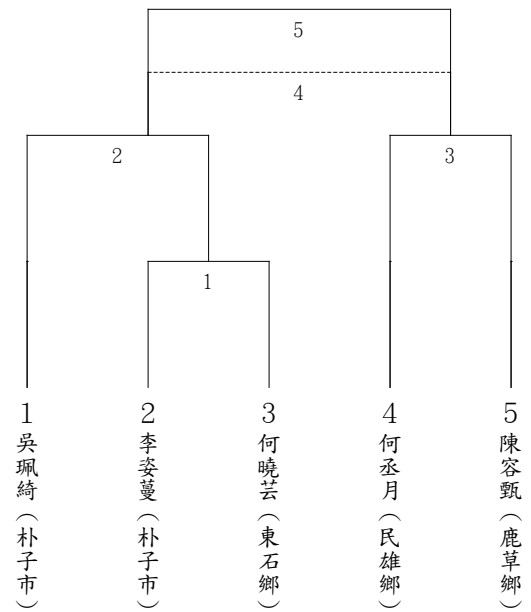 5
4
2
3
1
1 吳珮綺（朴子市）
2 李姿蔓（朴子市）
3 何曉芸（東石鄉）
4 何丞月（民雄鄉）
5 陳容甄（鹿草鄉）